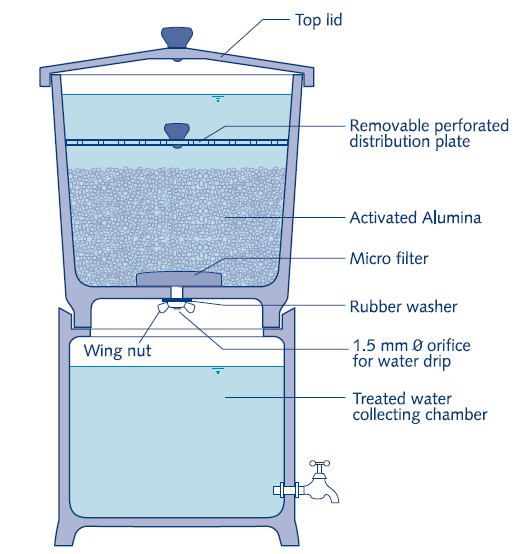 Top lid
Removable perforated
distribution plate
Activated Alumina
Micro filter
Rubber washer
Wing nut
1.5 mm Ø orifice
for water drip
Treated water
collecting chamber